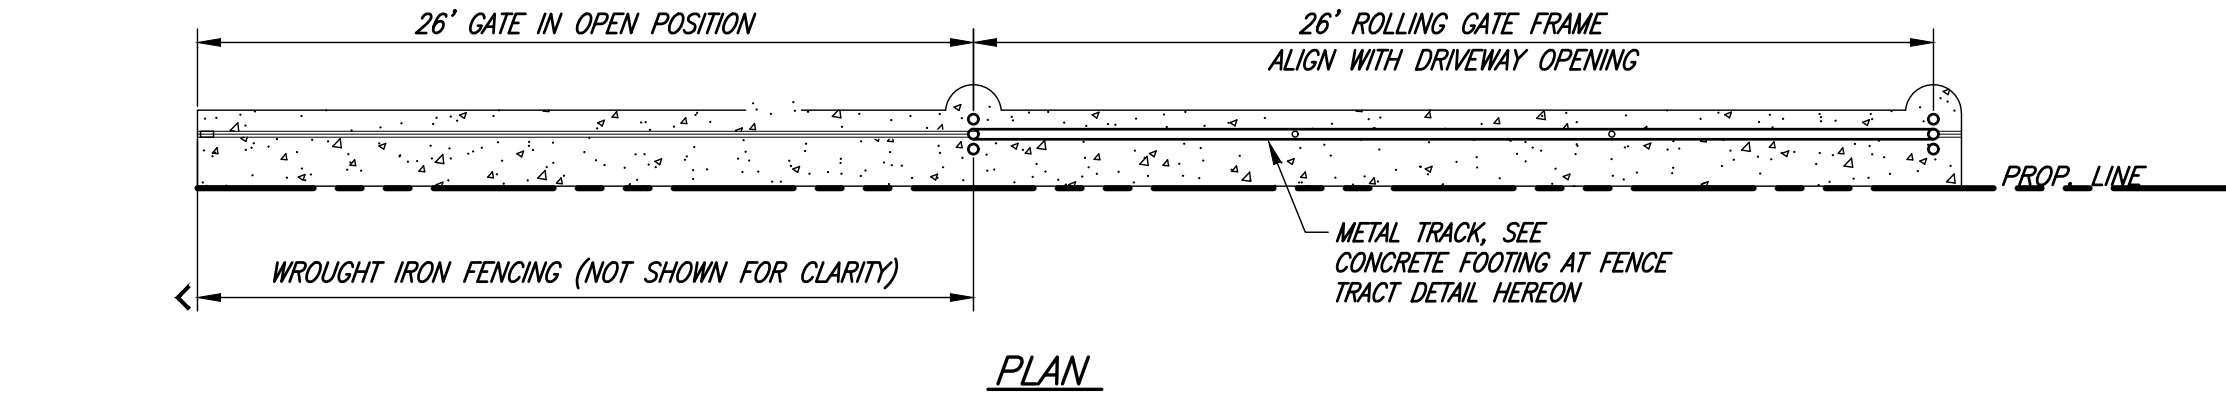 26' GATE IN OPEN POSITION
26' ROLLING GATE FRAME
ALIGN WITH DRIVEWAY OPENING
PROP. LINE
METAL TRACK, SEE
CONCRETE FOOTING AT FENCE
TRACT DETAIL HEREON
WROUGHT IRON FENCING (NOT SHOWN FOR CLARITY)
PLAN